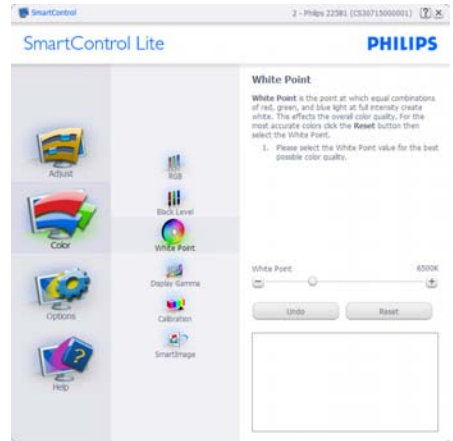 SmartControl
2 - Philips 225B1 (CS30715000001)
SmartControl Lite
PHILIPS
Adjust
Color
Options
Help
RGB
Black Level
White Point
Display Gamma
Calibration
SmartImage
White Point
White Point is the point at which equal combinations
of red, green, and blue light at full intensity create
white. This effects the overall color quality. For the
most accurate colors click the Reset button then
select the White Point.
1. Please select the White Point value for the best
possible color quality.
White Point 6500K
Undo Reset